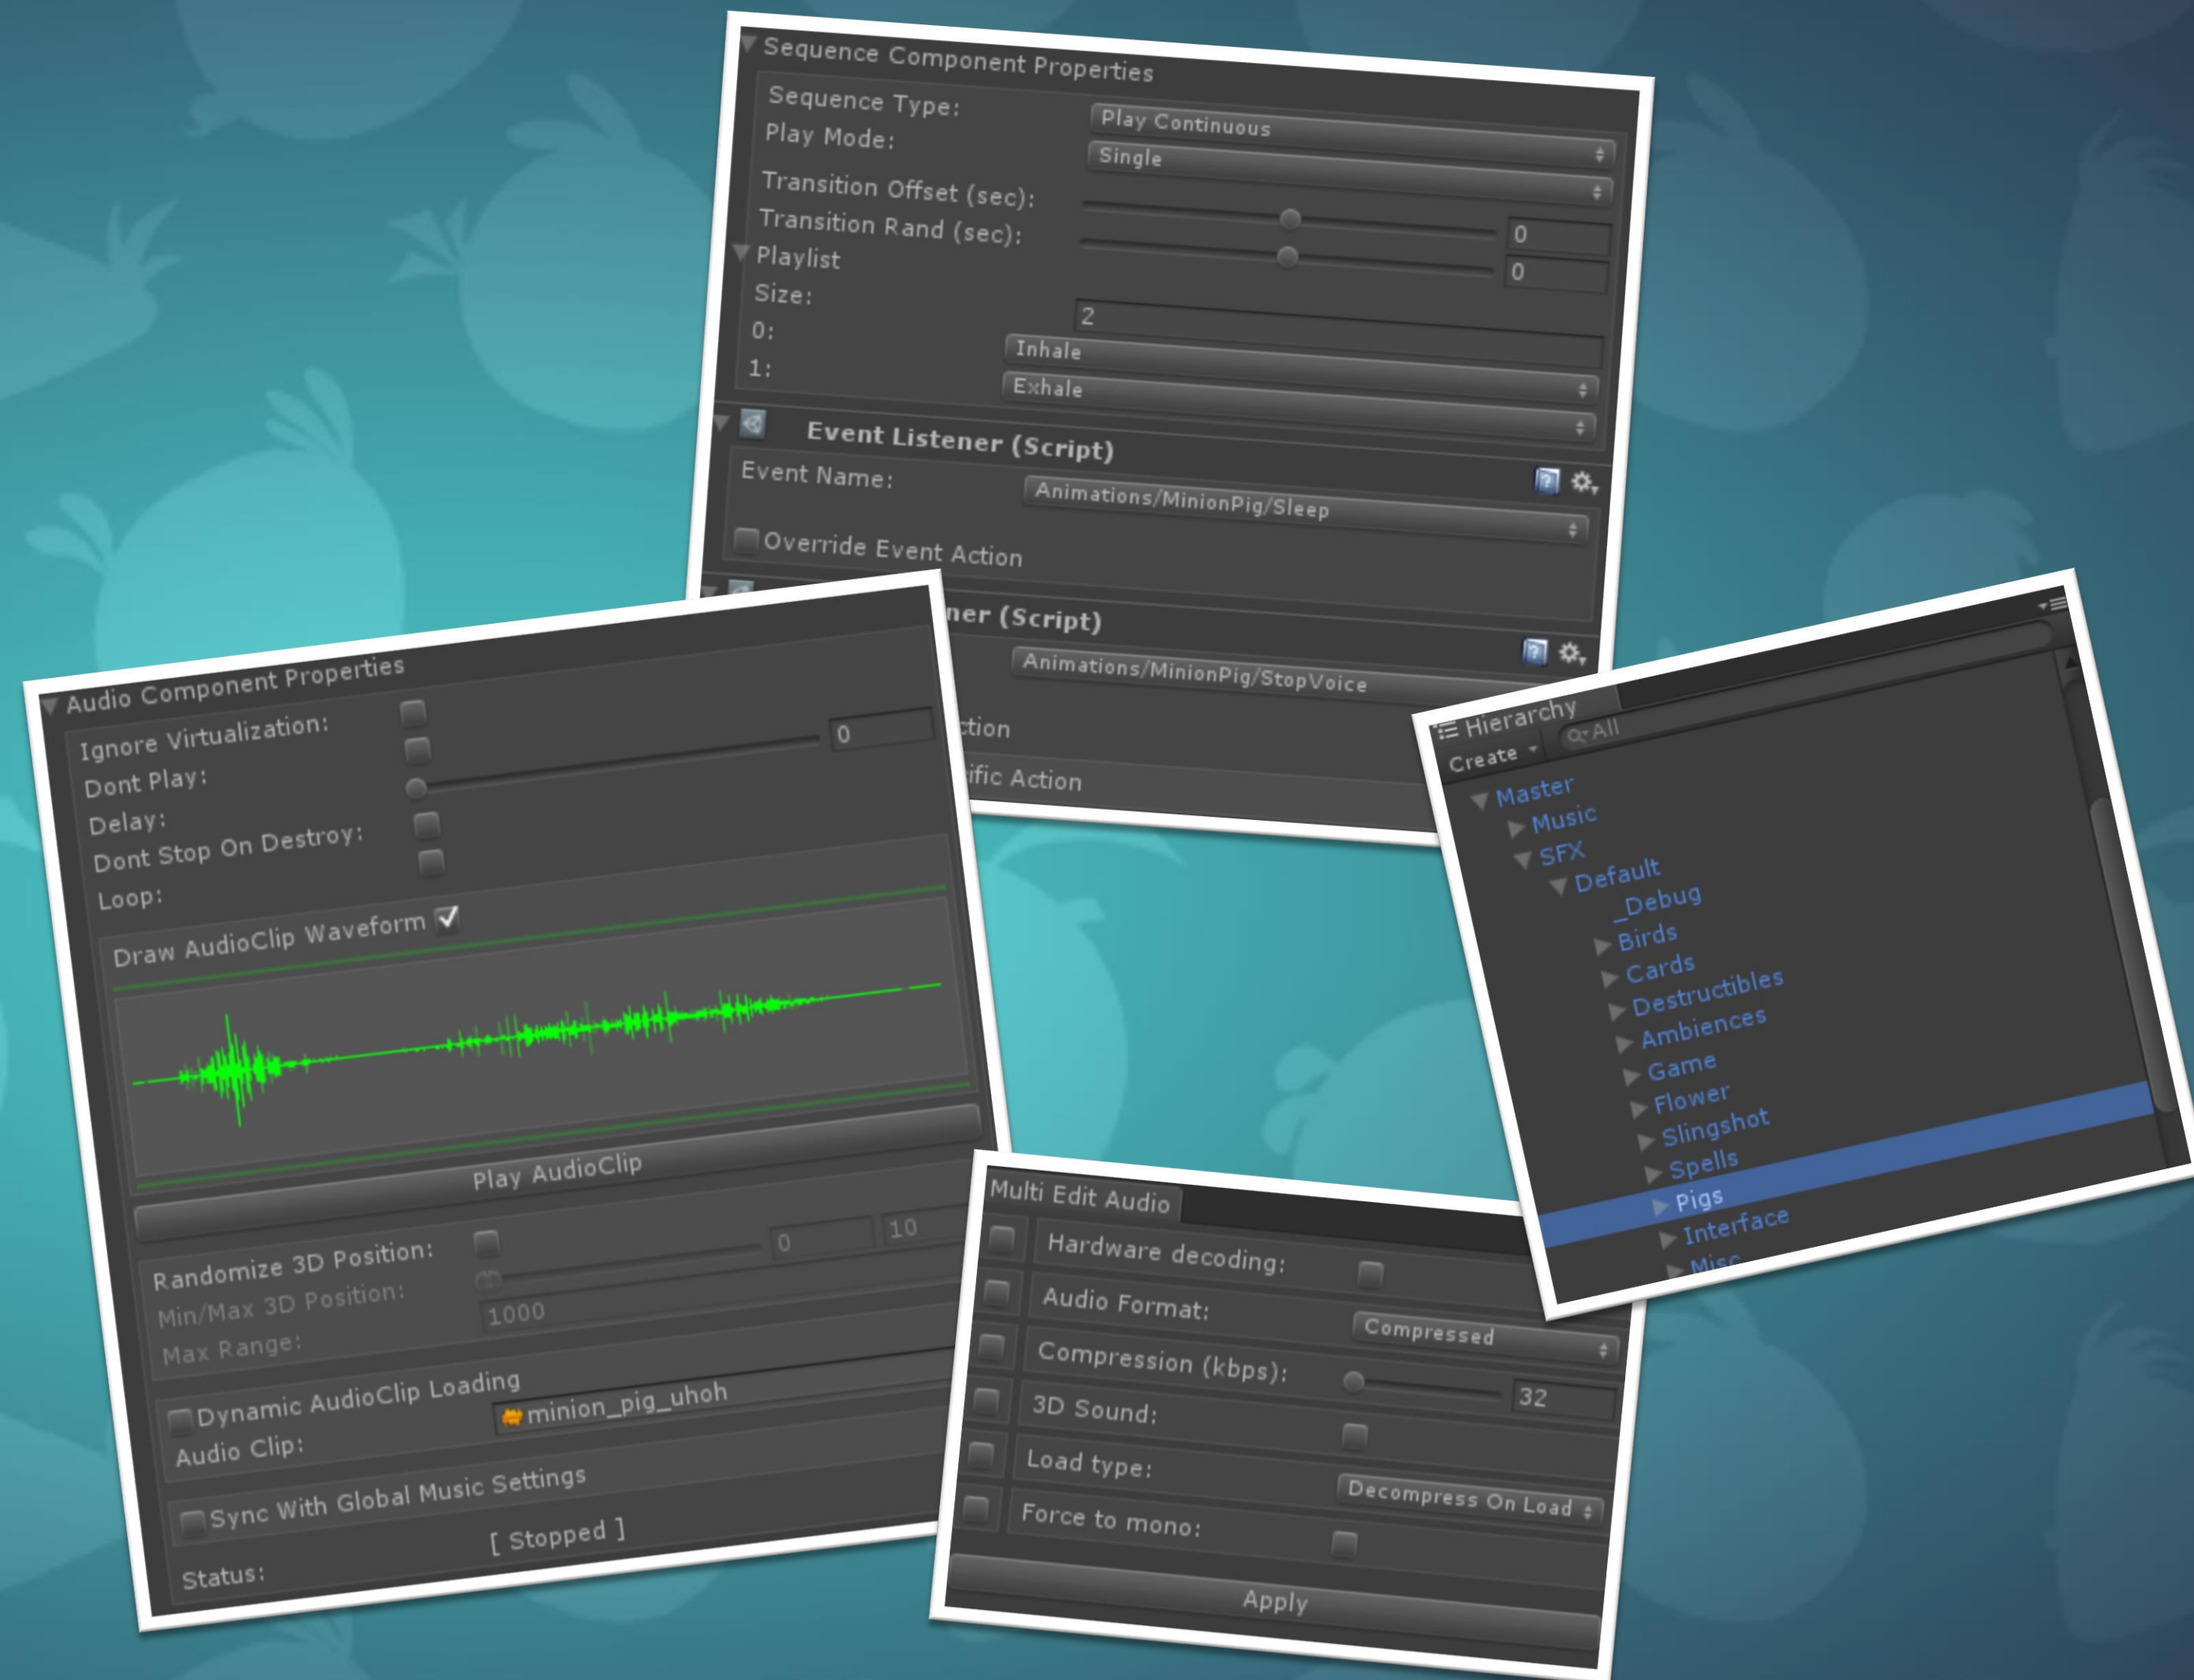 Sequence Component Properties
Sequence Type: Play Continuous
Play Mode: Single
Transition Offset (sec): 0
Transition Rand (sec): 0
Playlist
Size: 2
0: Inhale
1: Exhale
Event Listener (Script)
Event Name: Animations/MinionPig/Sleep
Override Event Action
ner (Script)
Animations/MinionPig/StopVoice
ction
ific Action
Audio Component Properties
Ignore Virtualization:
Dont Play:
Delay: 0
Dont Stop On Destroy:
Loop:
Draw AudioClip Waveform
Play AudioClip
Randomize 3D Position:
Min/Max 3D Position: 0 10
Max Range: 1000
Dynamic AudioClip Loading
Audio Clip: minion_pig_uhoh
Sync With Global Music Settings
Status: [ Stopped ]
Hierarchy
Create All
Master
Music
SFX
Default
_Debug
Birds
Cards
Destructibles
Ambiences
Game
Flower
Slingshot
Spells
Pigs
Interface
Misc
Multi Edit Audio
Hardware decoding:
Audio Format: Compressed
Compression (kbps): 32
3D Sound:
Load type: Decompress On Load
Force to mono:
Apply